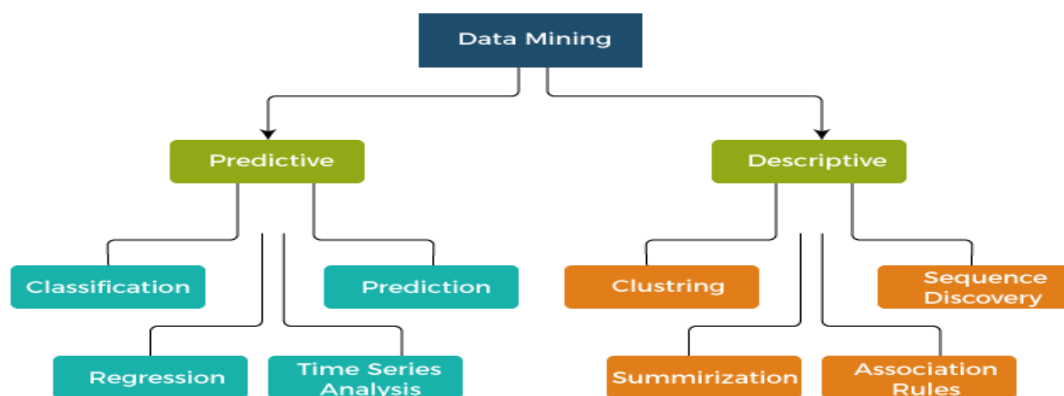 Data Mining
Predictive
Descriptive
Classification
Prediction
Clustring
Sequence
Discovery
Regression
Time Series
Analysis
Summirization
Association
Rules